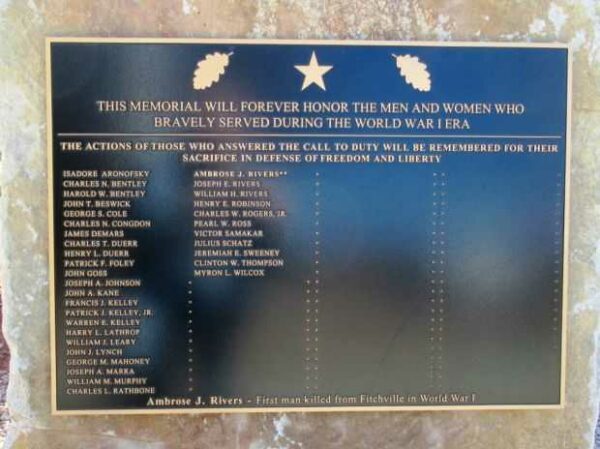 THIS MEMORIAL WILL FOREVER HONOR THE MEN AND WOMEN WHO
BRAVELY SERVED DURING THE WORLD WAR I ERA
THE ACTIONS OF THOSE WHO ANSWERED THE CALL TO DUTY WILL BE REMEMBERED FOR THEIR
SACRIFICE IN DEFENSE OF FREEDOM AND LIBERTY
ISADORE ARONOFSKY
CHARLES N. BENTLEY
HAROLD W. BENTLEY
JOHN T. BESWICK
GEORGE S. COLE
CHARLES N. CONGDON
JAMES DEMARS
CHARLES T. DUERR
HENRY L. DUERR
PATRICK F. FOLEY
JOHN GOSS
JOSEPH A. JOHNSON
JOHN A. KANE
FRANCIS J. KELLEY
PATRICK J. KELLEY, JR.
WARREN E. KELLEY
HARRY L. LATHROP
WILLIAM J. LEARY
JOHN J. LYNCH
GEORGE M. MAHONEY
JOSEPH A. MARRA
WILLIAM M. MURPHY
CHARLES L. RATHBONE
AMBROSE J. RIVERS**
JOSEPH E. RIVERS
WILLIAM H. RIVERS
HENRY E. ROBINSON
CHARLES W. ROGERS, JR.
PEARL W. ROSS
VICTOR SAMAKAR
JULIUS SCHATZ
JEREMIAH E. SWEENEY
CLINTON W. THOMPSON
MYRON L. WILCOX
Ambrose J. Rivers - First man killed from Fitchville in World War I